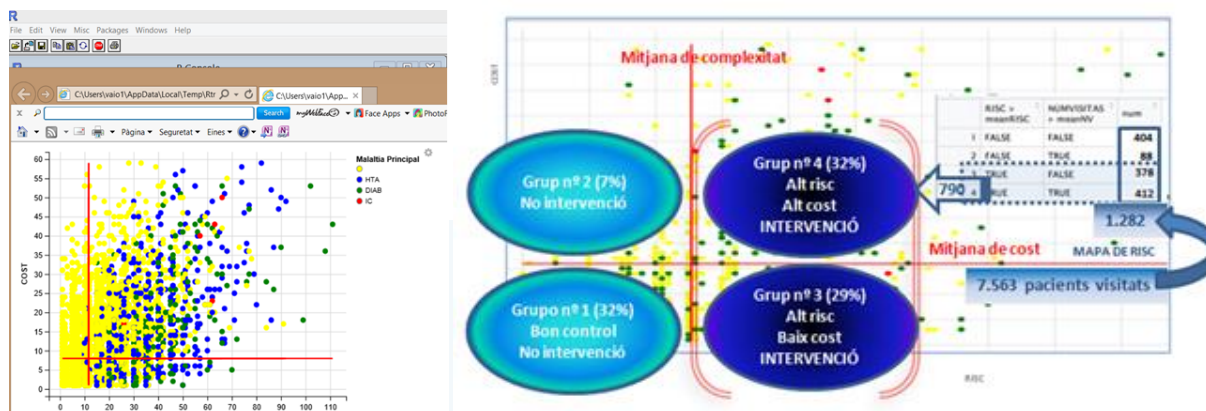 File Edit View Misc Packages Windows Help
R Console
C:\Users\vaio1\AppData\Local\Temp\Rtr
C:\Users\vaio1\App...
Search
myWebFace
Face Apps
Página
Seguretat
Eines
60
55
50
45
40
35
30
25
20
15
10
5
0
COST
0 10 20 30 40 50 60 70 80 90 100 110
Malaltia Principal
HTA
DIAB
IC
COST
Mitjana de complexitat
RISC > meanRISC NUMVISITAS > meanNV num
1 FALSE FALSE 404
2 FALSE TRUE 88
3 TRUE FALSE 378
4 TRUE TRUE 412
790
1.282
Grup nº 2 (7%)
No intervenció
Grup nº 4 (32%)
Alt risc
Alt cost
INTERVENCIÓ
Mitjana de cost
MAPA DE RISC
7.563 pacients visitats
Grupo nº 1 (32%)
Bon control
No intervenció
Grup nº 3 (29%)
Alt risc
Baix cost
INTERVENCIÓ
RISC